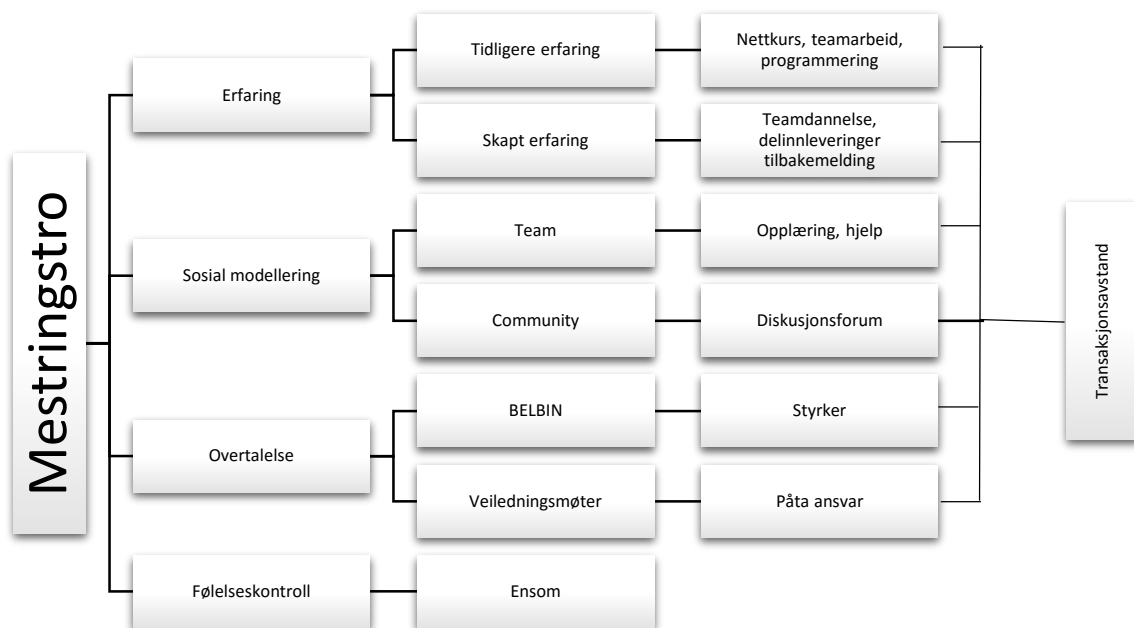 Mestringstro
Erfaring
Tidligere erfaring
Nettkurs, teamarbeid,
programmering
Skapt erfaring
Teamdannelse,
delinnleveringer
tilbakemelding
Sosial modellering
Team
Opplæring, hjelp
Community
Diskusjonsforum
Overtalelse
BELBIN
Styrker
Veiledningsmøter
Påta ansvar
Følelseskontroll
Ensom
Transaksjonsavstand